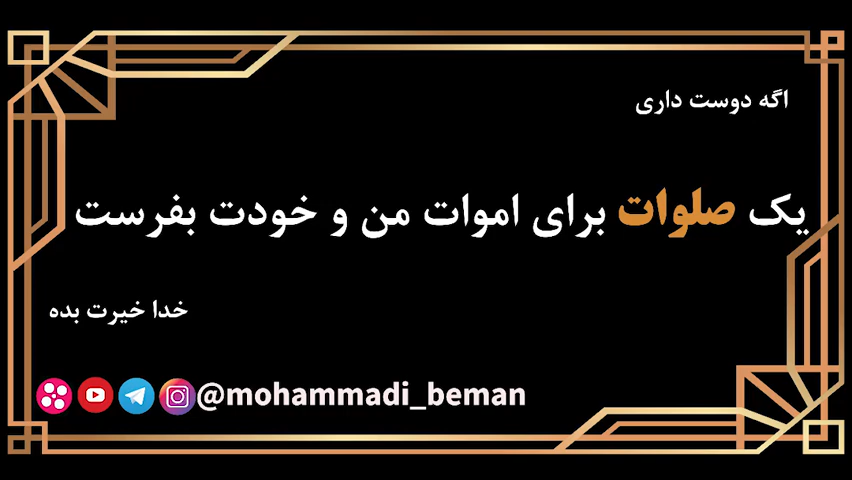 اگه دوست داری
یک صلوات برای اموات من و خودت بفرست
خدا خیرت بده
@mohammadi_beman